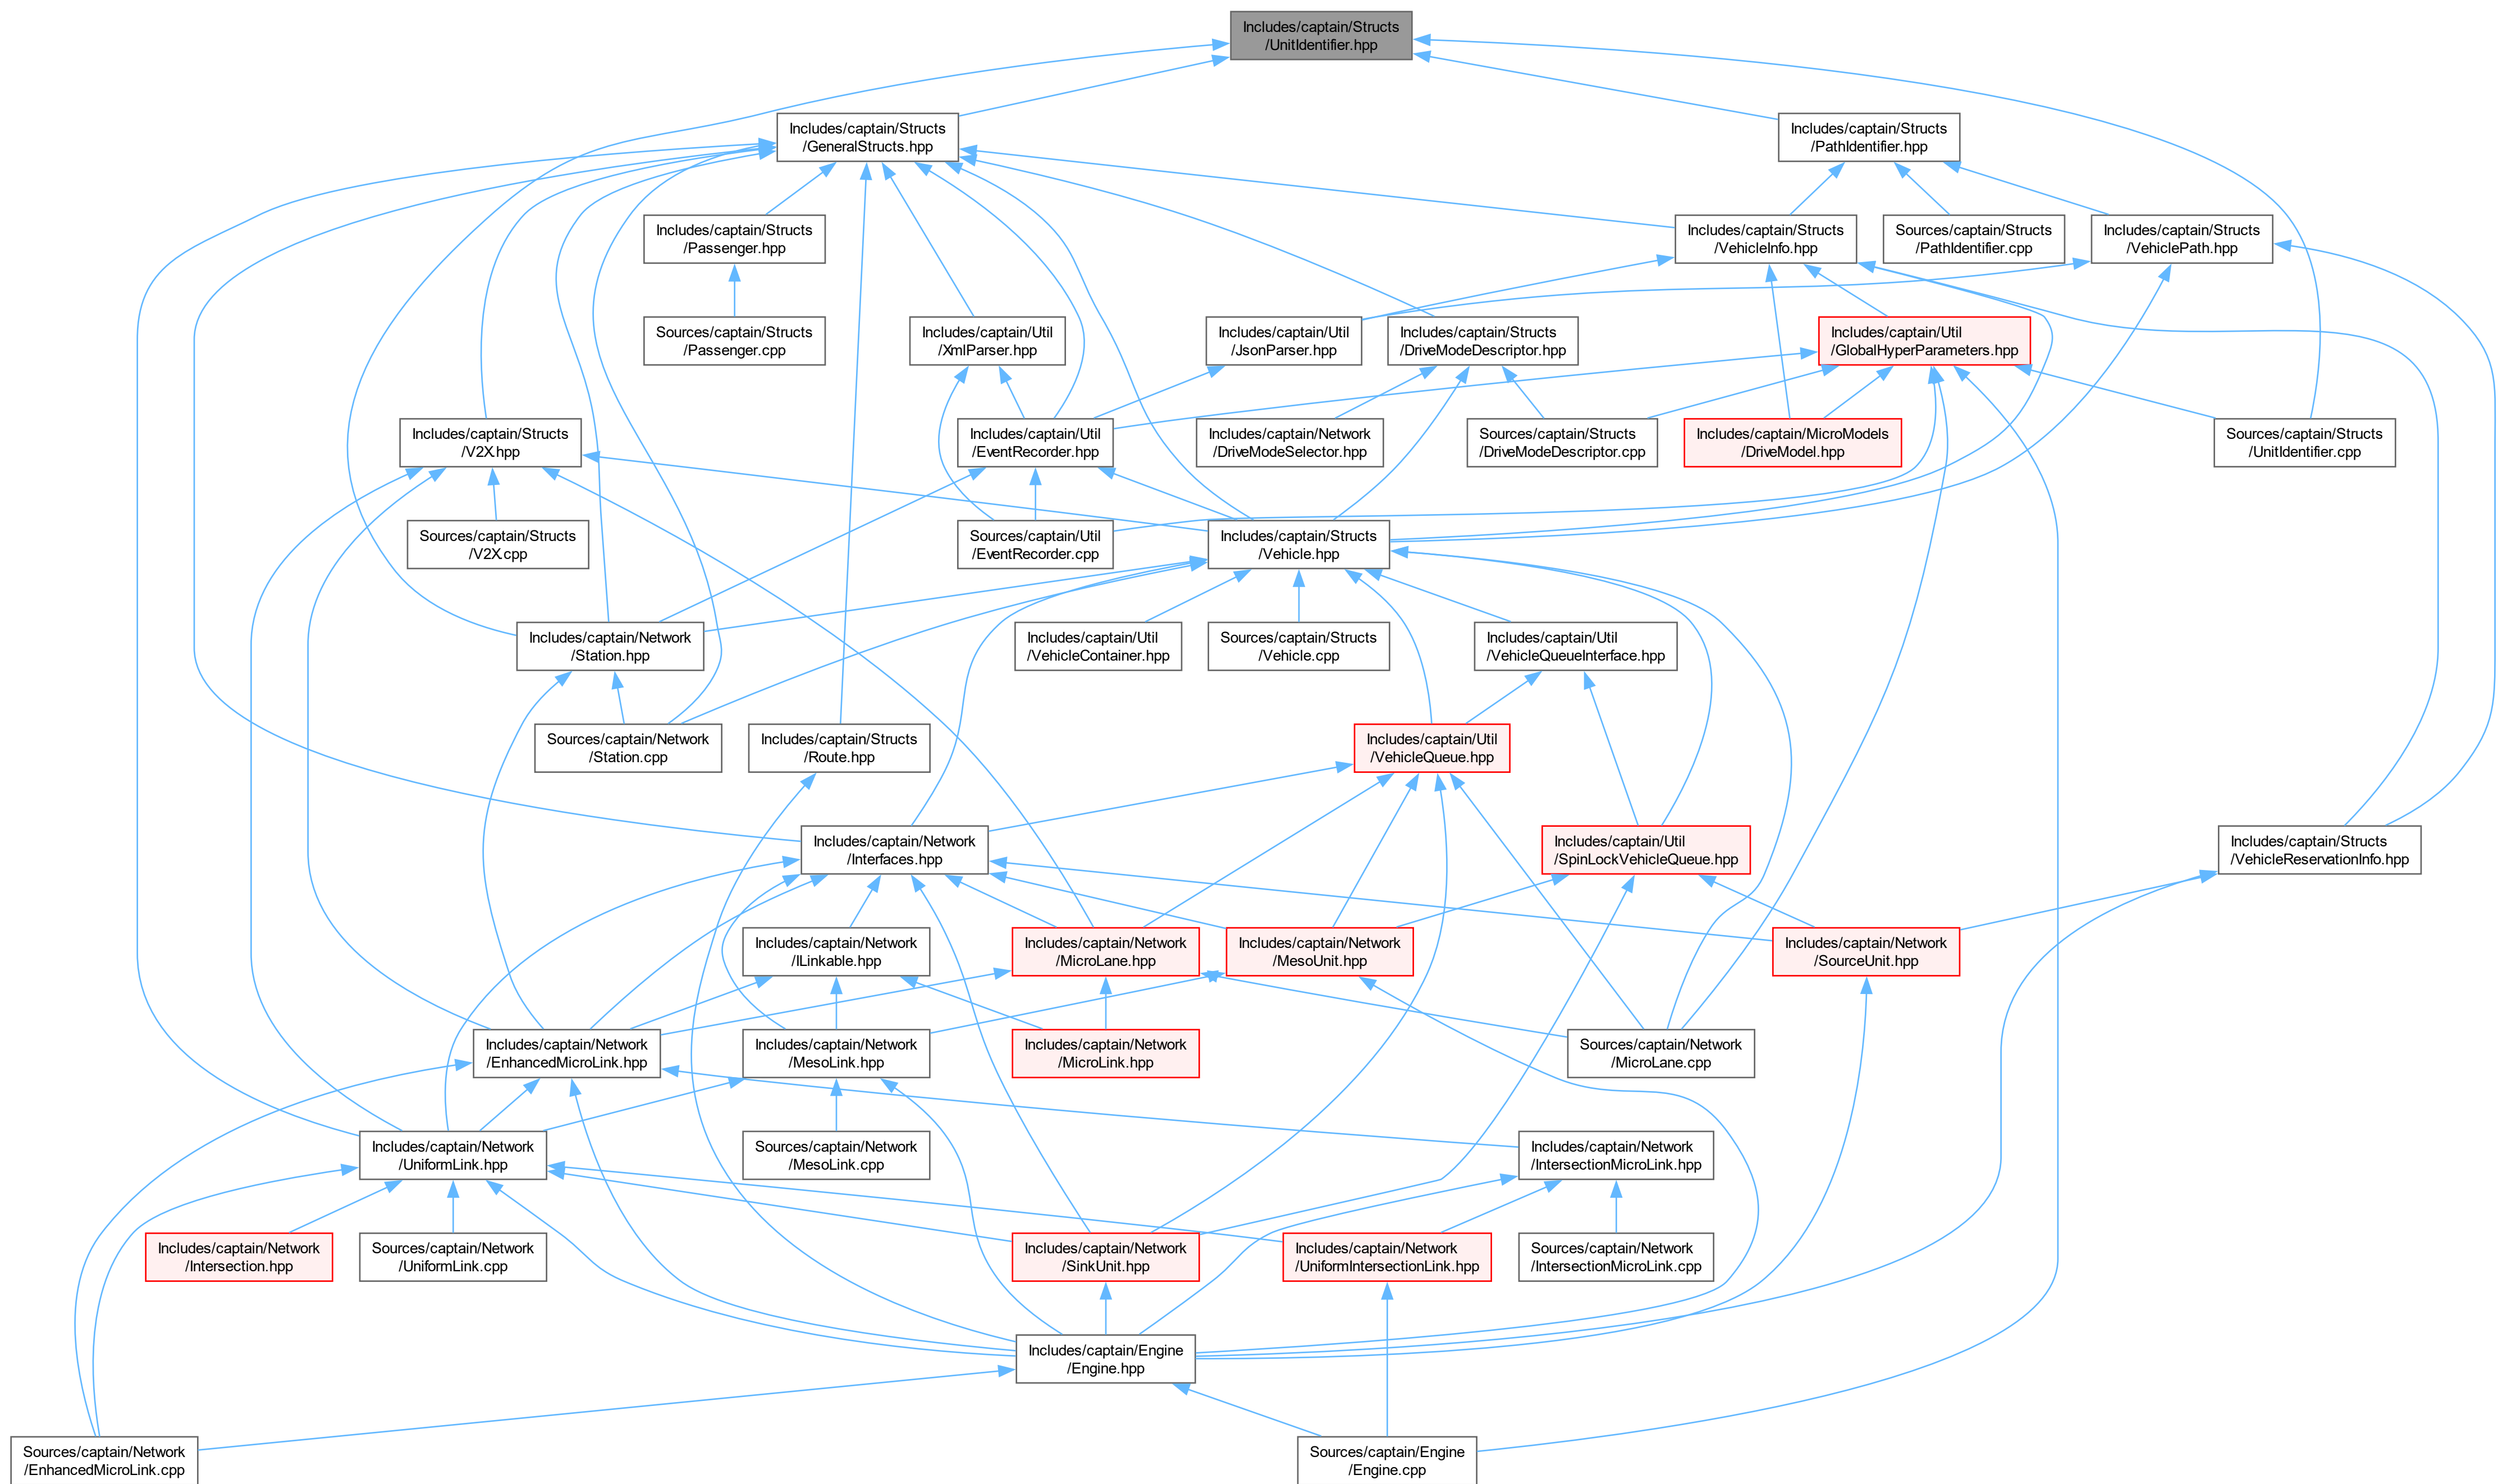 Includes/captain/Structs
/UnitIdentifier.hpp
Includes/captain/Structs
/GeneralStructs.hpp
Includes/captain/Structs
/PathIdentifier.hpp
Includes/captain/Structs
/Passenger.hpp
Includes/captain/Structs
/VehicleInfo.hpp
Sources/captain/Structs
/PathIdentifier.cpp
Includes/captain/Structs
/VehiclePath.hpp
Sources/captain/Structs
/Passenger.cpp
Includes/captain/Util
/XmlParser.hpp
Includes/captain/Util
/JsonParser.hpp
Includes/captain/Structs
/DriveModeDescriptor.hpp
Includes/captain/Util
/GlobalHyperParameters.hpp
Includes/captain/Structs
/V2X.hpp
Includes/captain/Util
/EventRecorder.hpp
Includes/captain/Network
/DriveModeSelector.hpp
Sources/captain/Structs
/DriveModeDescriptor.cpp
Includes/captain/MicroModels
/DriveModel.hpp
Sources/captain/Structs
/UnitIdentifier.cpp
Sources/captain/Structs
/V2X.cpp
Sources/captain/Util
/EventRecorder.cpp
Includes/captain/Structs
/Vehicle.hpp
Includes/captain/Network
/Station.hpp
Includes/captain/Util
/VehicleContainer.hpp
Sources/captain/Structs
/Vehicle.cpp
Includes/captain/Util
/VehicleQueueInterface.hpp
Sources/captain/Network
/Station.cpp
Includes/captain/Structs
/Route.hpp
Includes/captain/Util
/VehicleQueue.hpp
Includes/captain/Network
/Interfaces.hpp
Includes/captain/Util
/SpinLockVehicleQueue.hpp
Includes/captain/Structs
/VehicleReservationInfo.hpp
Includes/captain/Network
/ILinkable.hpp
Includes/captain/Network
/MicroLane.hpp
Includes/captain/Network
/MesoUnit.hpp
Includes/captain/Network
/SourceUnit.hpp
Includes/captain/Network
/EnhancedMicroLink.hpp
Includes/captain/Network
/MesoLink.hpp
Includes/captain/Network
/MicroLink.hpp
Sources/captain/Network
/MicroLane.cpp
Includes/captain/Network
/UniformLink.hpp
Sources/captain/Network
/MesoLink.cpp
Includes/captain/Network
/IntersectionMicroLink.hpp
Includes/captain/Network
/Intersection.hpp
Sources/captain/Network
/UniformLink.cpp
Includes/captain/Network
/SinkUnit.hpp
Includes/captain/Network
/UniformIntersectionLink.hpp
Sources/captain/Network
/IntersectionMicroLink.cpp
Includes/captain/Engine
/Engine.hpp
Sources/captain/Network
/EnhancedMicroLink.cpp
Sources/captain/Engine
/Engine.cpp